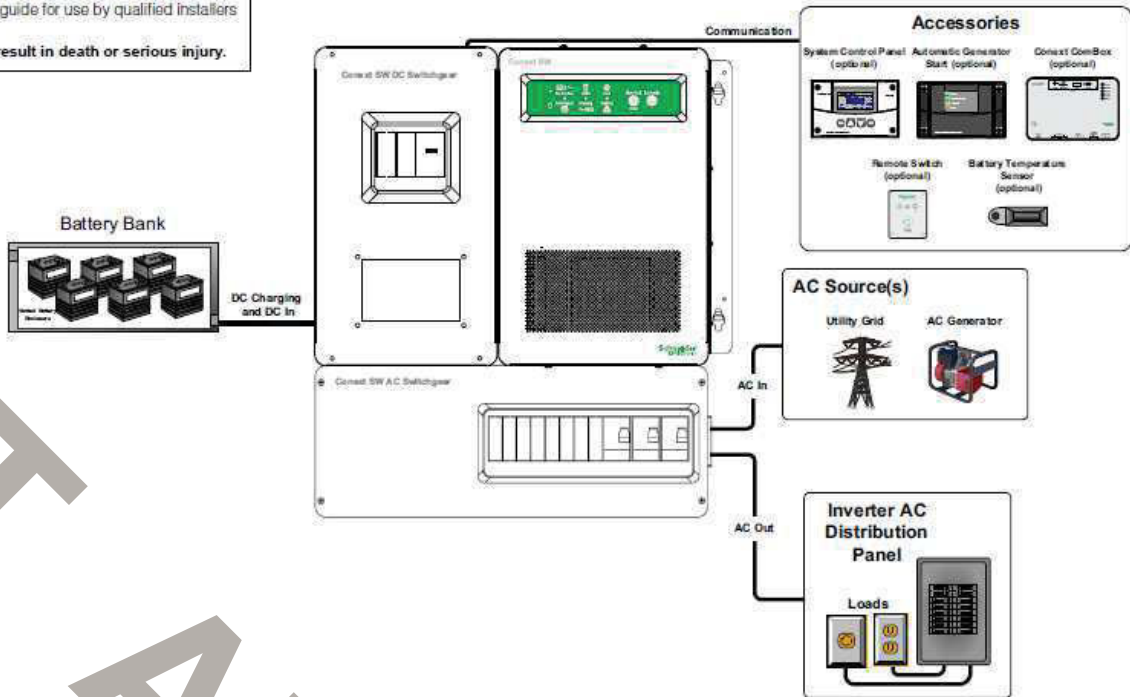 guide for use by qualified installers
result in death or serious injury.
Communication
Accessories
System Control Panel
(optional)
Automatic Generator
Start (optional)
Conext ComBox
(optional)
Remote Switch
(optional)
Battery Temperature
Sensor
(optional)
Conext SW DC Switchgear
Conext SW
Schneider
Battery Bank
DC Charging
and DC In
Conext SW AC Switchgear
AC Source(s)
Utility Grid
AC Generator
AC In
AC Out
Inverter AC
Distribution
Panel
Loads